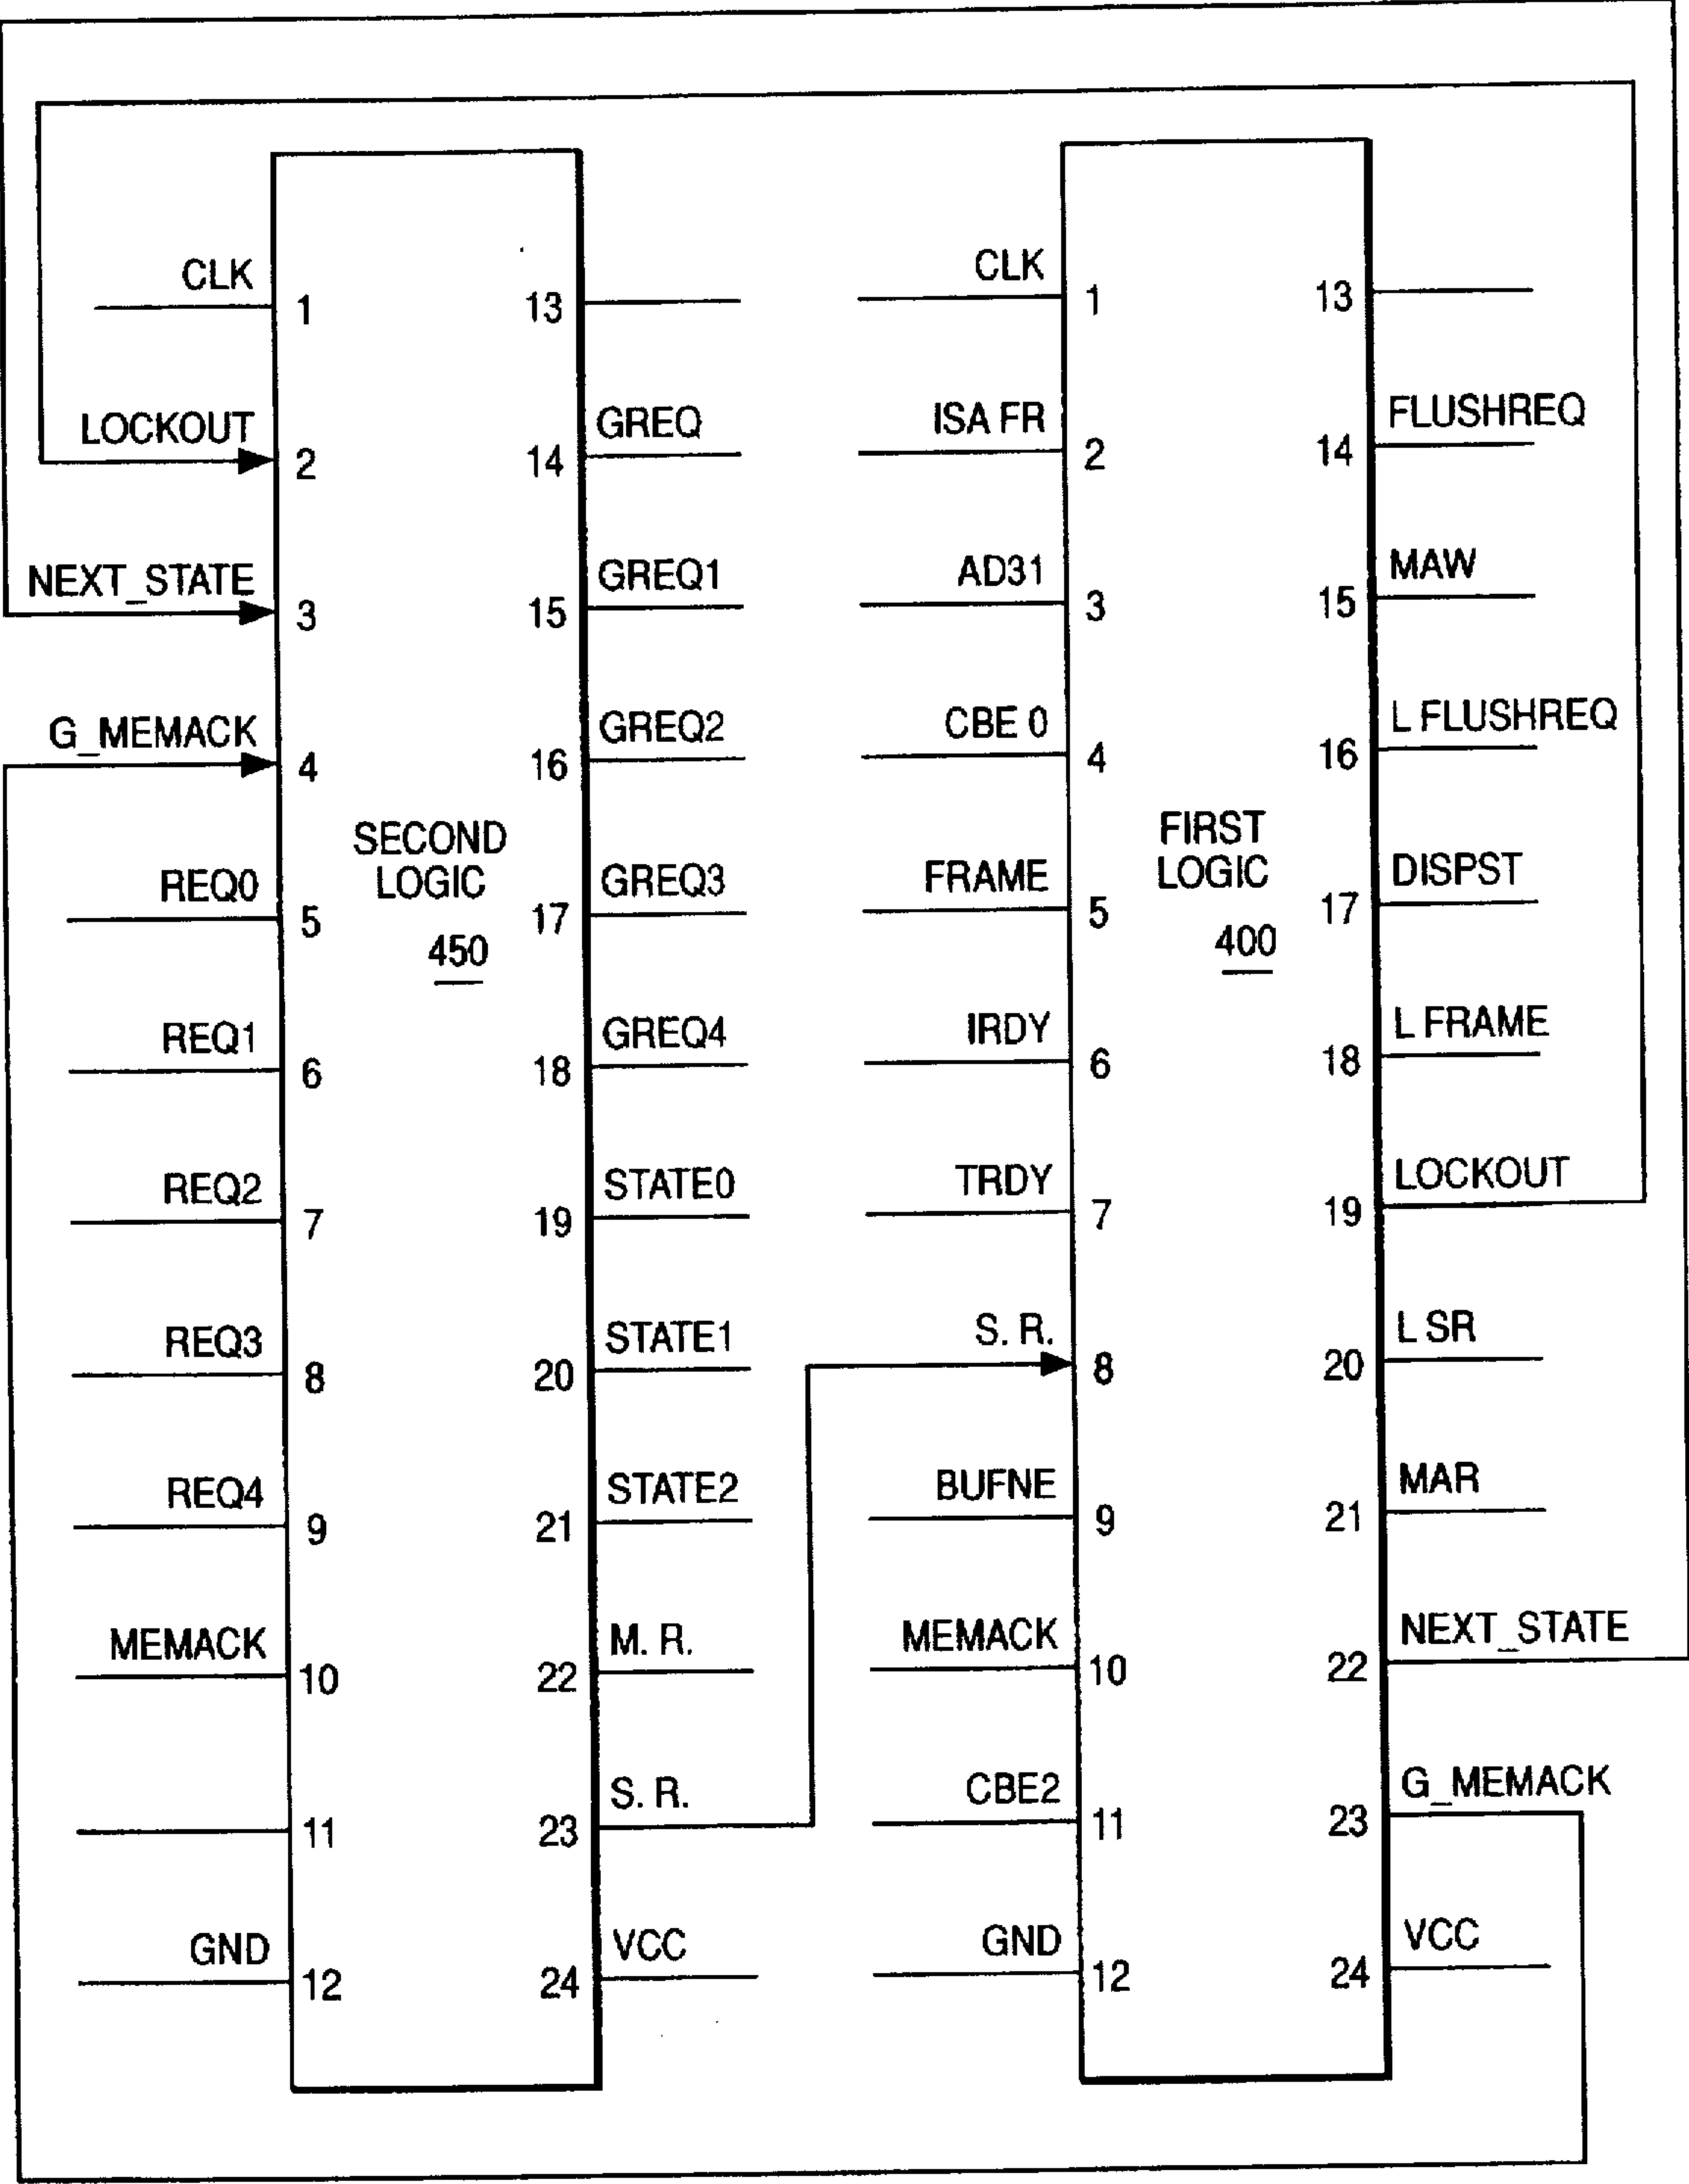 CLK
1
LOCKOUT
2
NEXT_STATE
3
G_MEMACK
4
REQ0
5
REQ1
6
REQ2
7
REQ3
8
REQ4
9
MEMACK
10
11
GND
12
SECOND
LOGIC
450
13
GREQ
14
GREQ1
15
GREQ2
16
GREQ3
17
GREQ4
18
STATE0
19
STATE1
20
STATE2
21
M. R.
22
S. R.
23
VCC
24
CLK
1
ISA FR
2
AD31
3
CBE 0
4
FRAME
5
IRDY
6
TRDY
7
S. R.
8
BUFNE
9
MEMACK
10
CBE2
11
GND
12
FIRST
LOGIC
400
13
FLUSHREQ
14
MAW
15
L FLUSHREQ
16
DISPST
17
L FRAME
18
LOCKOUT
19
L SR
20
MAR
21
NEXT_STATE
22
G_MEMACK
23
VCC
24